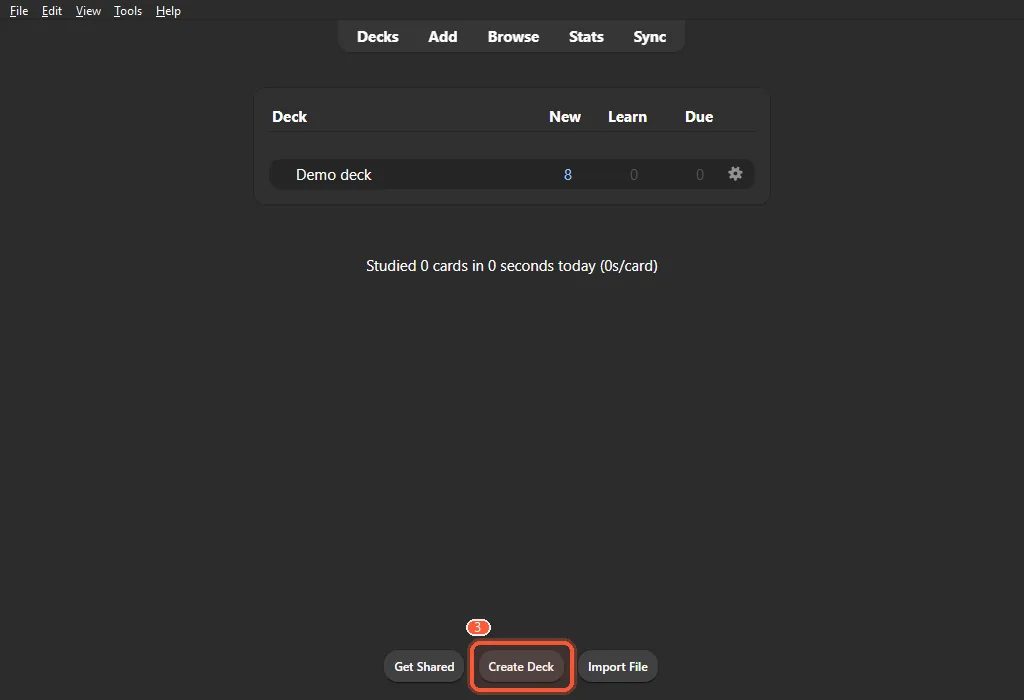 File Edit View Tools Help
Decks Add Browse Stats Sync
Deck New Learn Due
Demo deck 8 0 0
Studied 0 cards in 0 seconds today (0s/card)
3
Get Shared Create Deck Import File